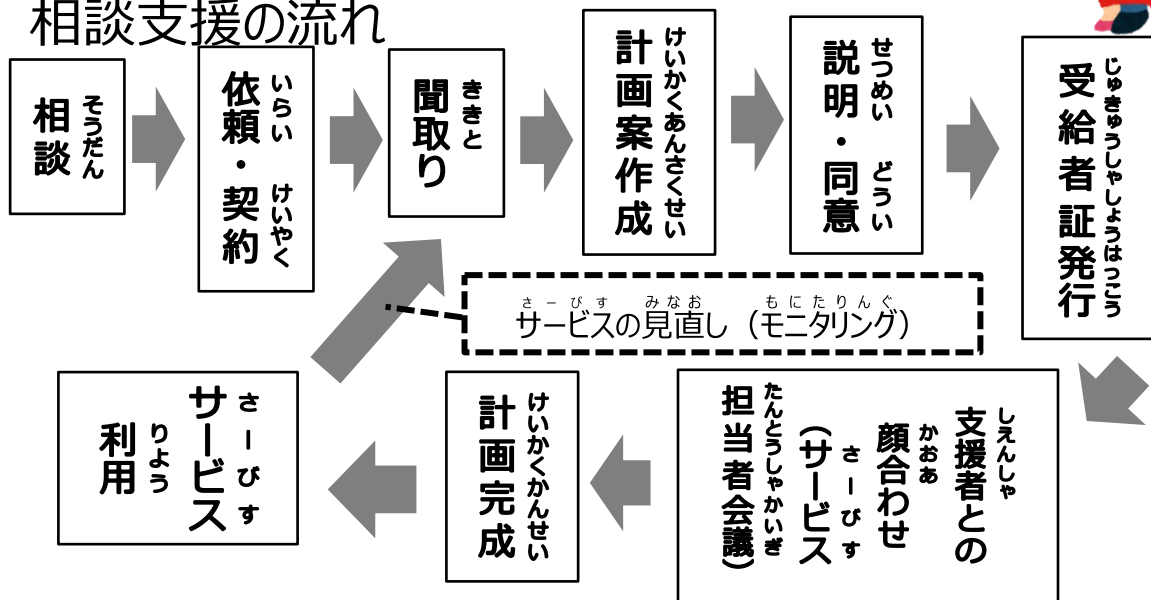 相談支援の流れ
そうだん
相談
いらい けいやく
依頼・契約
ききと
聞取り
けいかくあんさくせい
計画案作成
せつめい どうい
説明・同意
じゅきゅうしゃしょうはっこう
受給者証発行
さーびす みなお もにたりんぐ
サービスの見直し（モニタリング）
しえんしゃ
支援者との
かおあ
顔合わせ
さーびす
（サービス
たんとうしゃかいぎ
担当者会議）
けいかくかんせい
計画完成
さーびす
サービス
りよう
利用